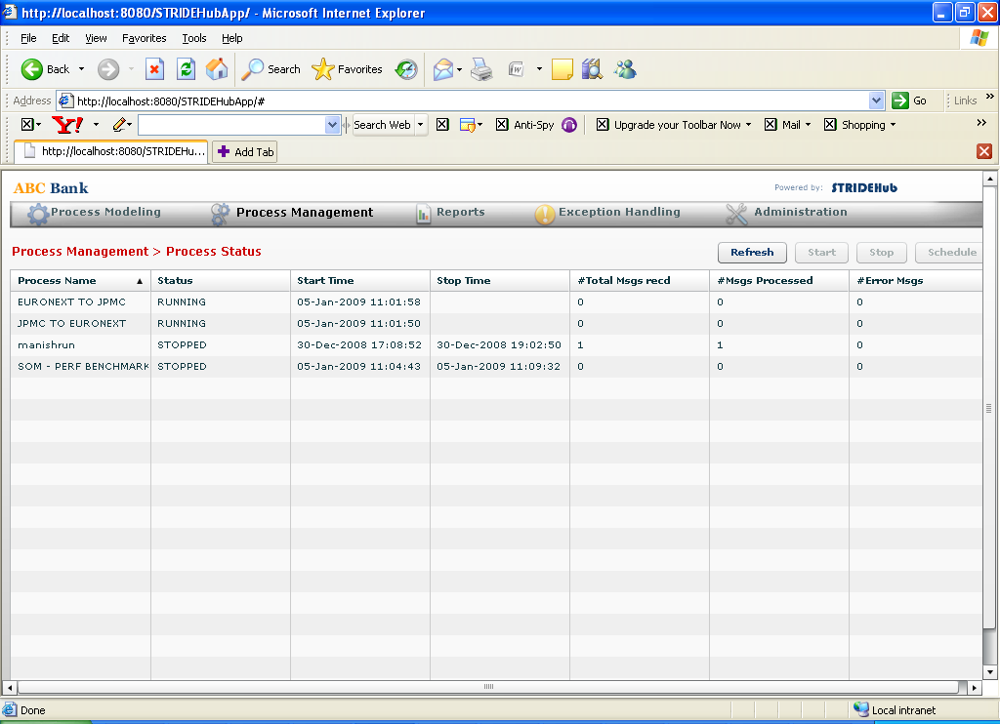 http://localhost:8080/STRIDEHubApp/ - Microsoft Internet Explorer
File Edit View Favorites Tools Help
Back Search Favorites
Address http://localhost:8080/STRIDEHubApp/# Go Links »
Y! Search Web Anti-Spy Upgrade your Toolbar Now Mail Shopping »
http://localhost:8080/STRIDEHu... Add Tab
ABC Bank Powered by: STRIDEHub
Process Modeling Process Management Reports Exception Handling Administration
Process Management > Process Status Refresh Start Stop Schedule
Process Name Status Start Time Stop Time #Total Msgs recd #Msgs Processed #Error Msgs
EURONEXT TO JPMC RUNNING 05-Jan-2009 11:01:58 0 0 0
JPMC TO EURONEXT RUNNING 05-Jan-2009 11:01:50 0 0 0
manishrun STOPPED 30-Dec-2008 17:08:52 30-Dec-2008 19:02:50 1 1 0
SOM - PERF BENCHMARK STOPPED 05-Jan-2009 11:04:43 05-Jan-2009 11:09:32 0 0 0
Done Local intranet